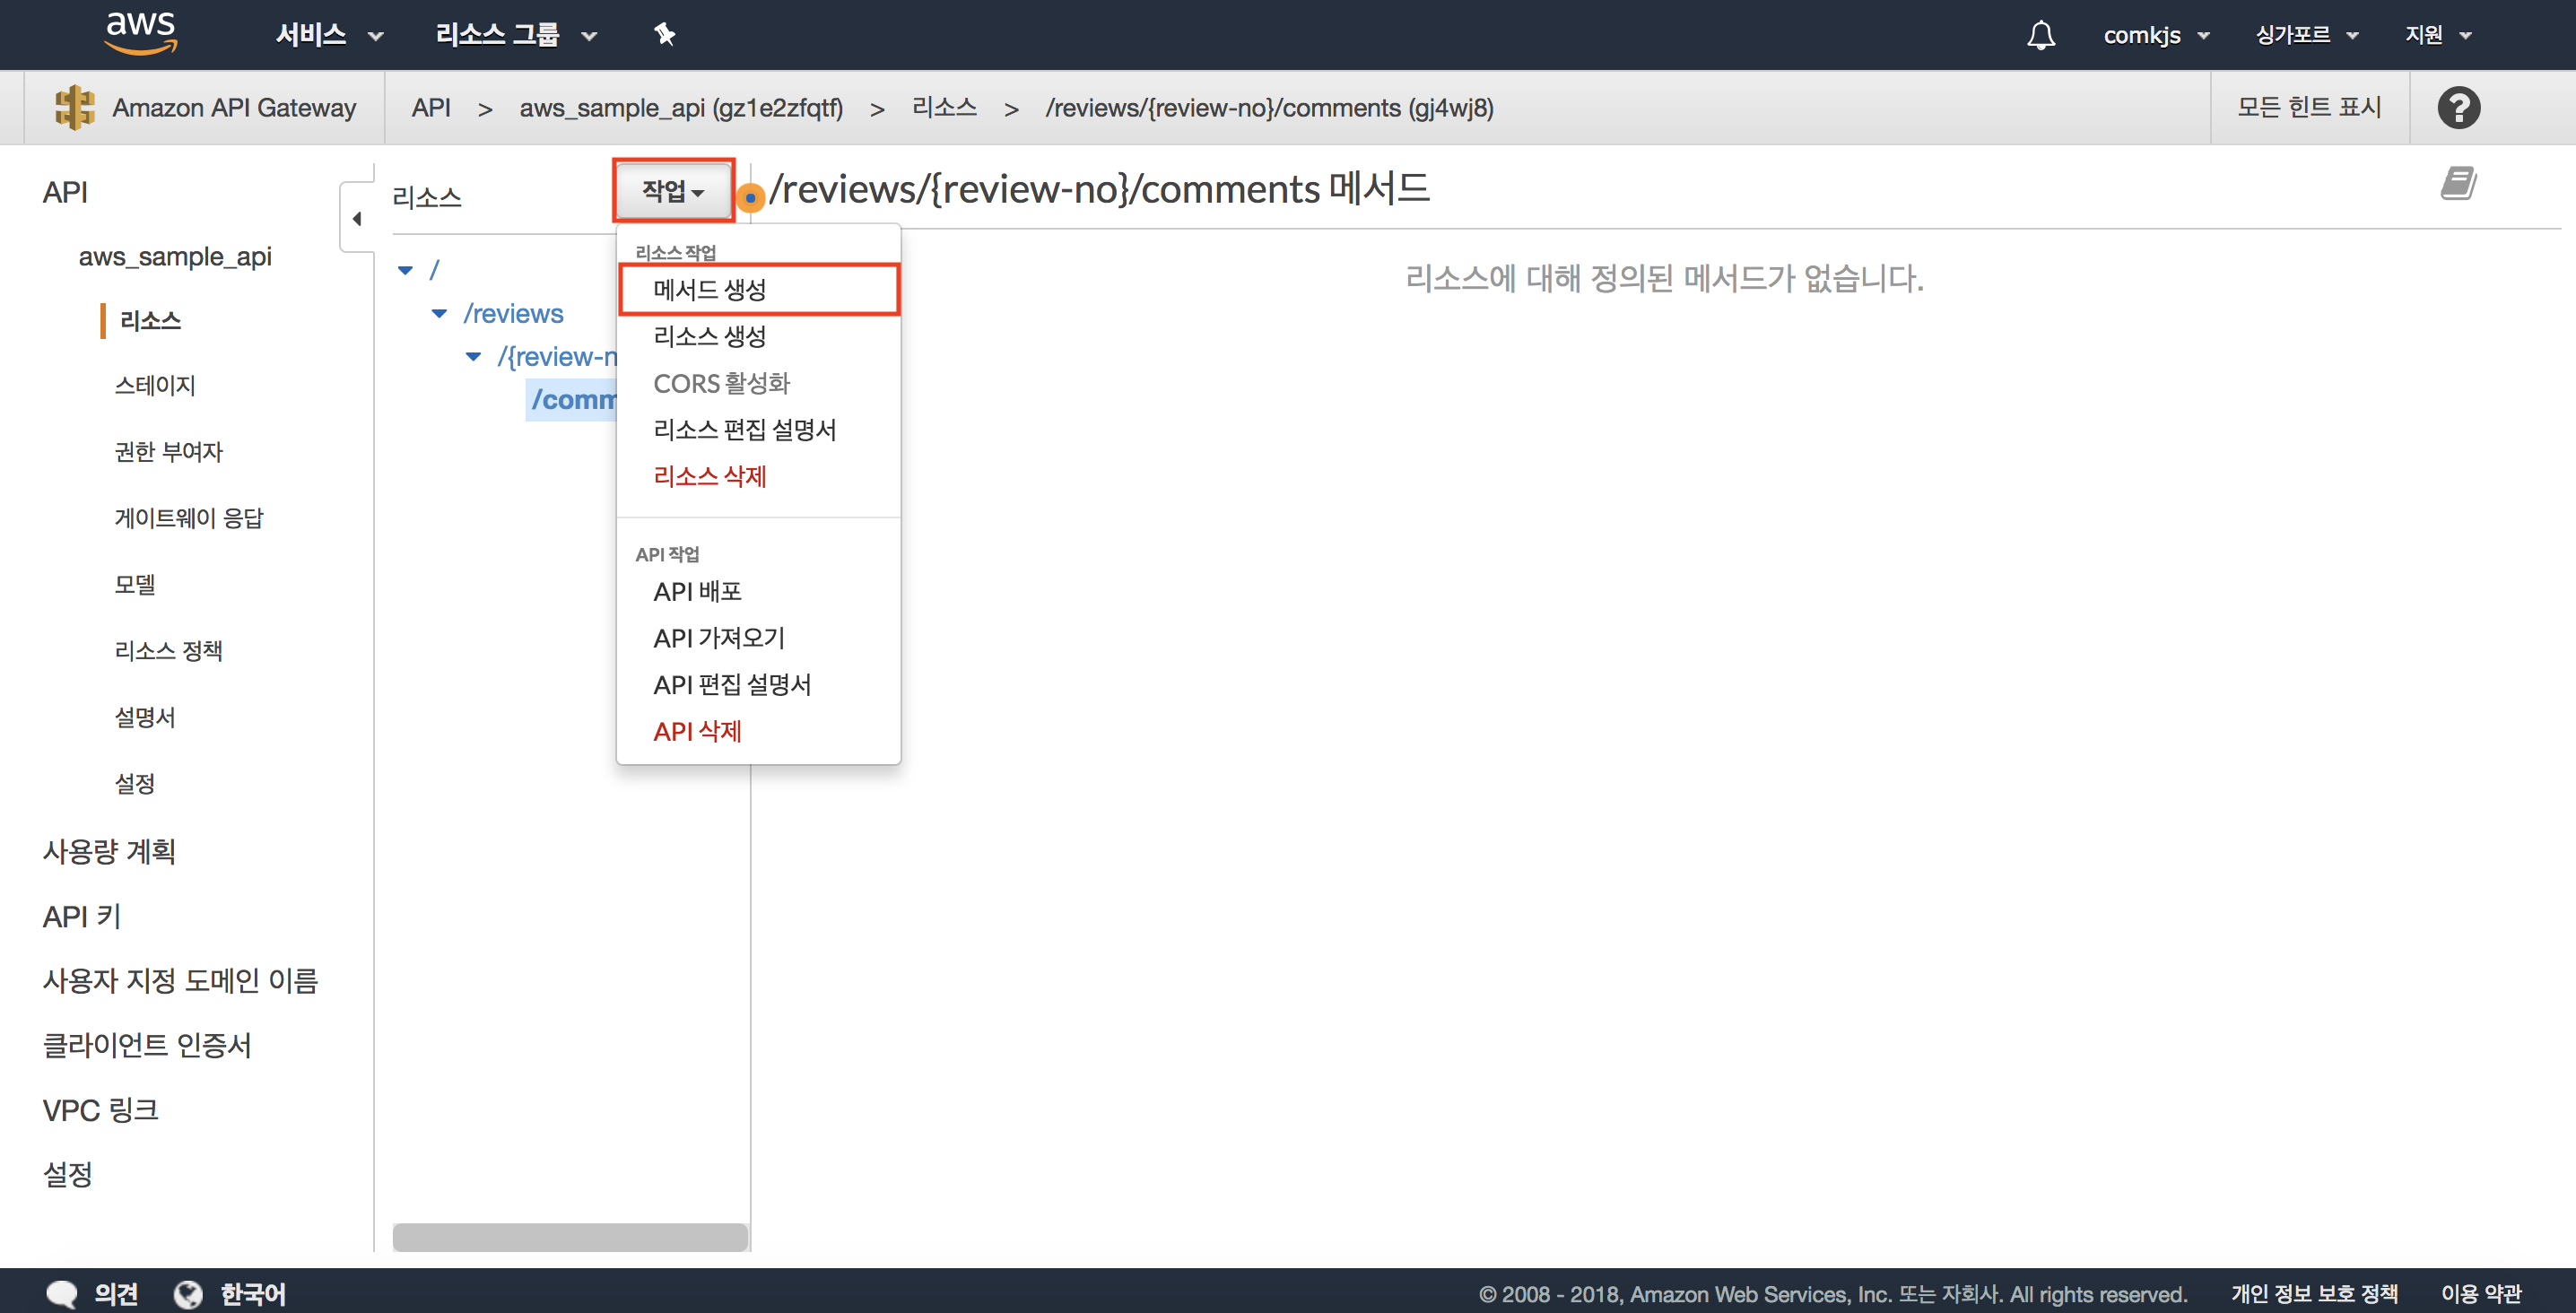 aws 서비스 리소스 그룹 comkjs 싱가포르 지원
Amazon API Gateway API > aws_sample_api (gz1e2zfqtf) > 리소스 > /reviews/{review-no}/comments (gj4wj8) 모든 힌트 표시 ?
API
aws_sample_api
리소스
스테이지
권한 부여자
게이트웨이 응답
모델
리소스 정책
설명서
설정
사용량 계획
API 키
사용자 지정 도메인 이름
클라이언트 인증서
VPC 링크
설정
리소스 작업
/
/reviews
/{review-n
/comm
리소스 작업
메서드 생성
리소스 생성
CORS 활성화
리소스 편집 설명서
리소스 삭제
API 작업
API 배포
API 가져오기
API 편집 설명서
API 삭제
/reviews/{review-no}/comments 메서드
리소스에 대해 정의된 메서드가 없습니다.
의견 한국어 © 2008 - 2018, Amazon Web Services, Inc. 또는 자회사. All rights reserved. 개인 정보 보호 정책 이용 약관